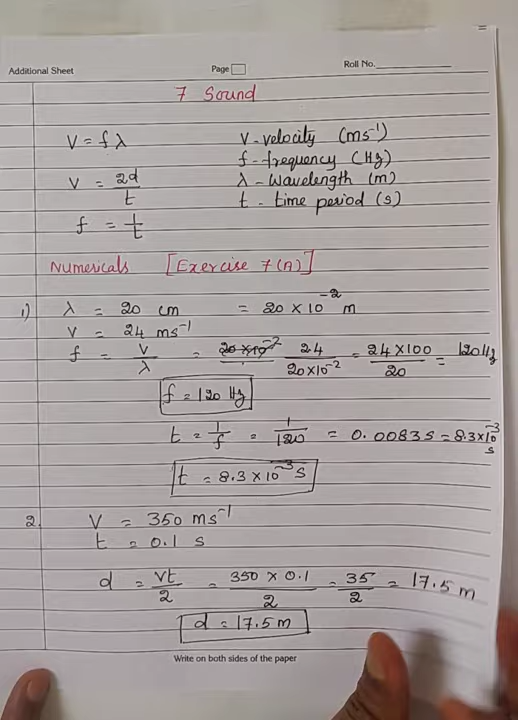 Additional Sheet Page Roll No.
7 Sound
V = fλ V - velocity (ms⁻¹)
f - frequency (Hz)
V = 2d/t λ - Wavelength (m)
t - time period (s)
f = 1/t
Numericals [Exercise 7(A)]
1) λ = 20 cm = 20 × 10⁻² m
V = 24 ms⁻¹
f = V/λ = 24/20×10⁻² = 24×100/20 = 120Hz
f = 120 Hz
t = 1/f = 1/120 = 0.0083s = 8.3×10⁻³ s
t = 8.3 × 10⁻³ s
2. V = 350 ms⁻¹
t = 0.1 s
d = Vt/2 = 350 × 0.1/2 = 35/2 = 17.5 m
d = 17.5 m
Write on both sides of the paper